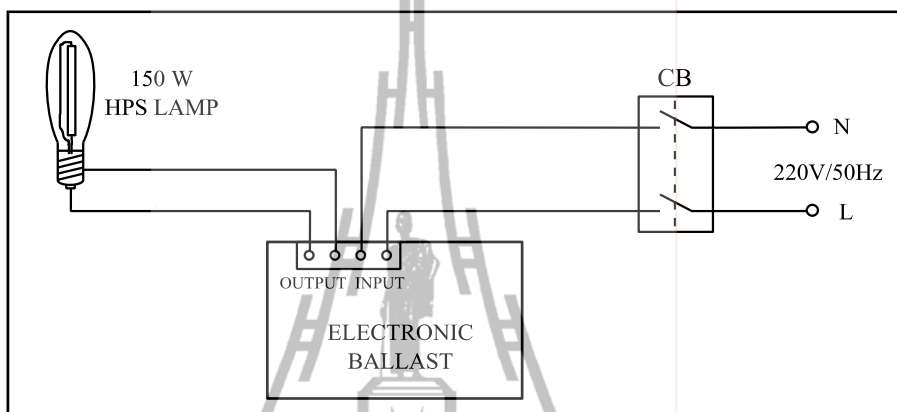 150 W
HPS LAMP
CB
N
220V/50Hz
L
OUTPUT INPUT
ELECTRONIC
BALLAST